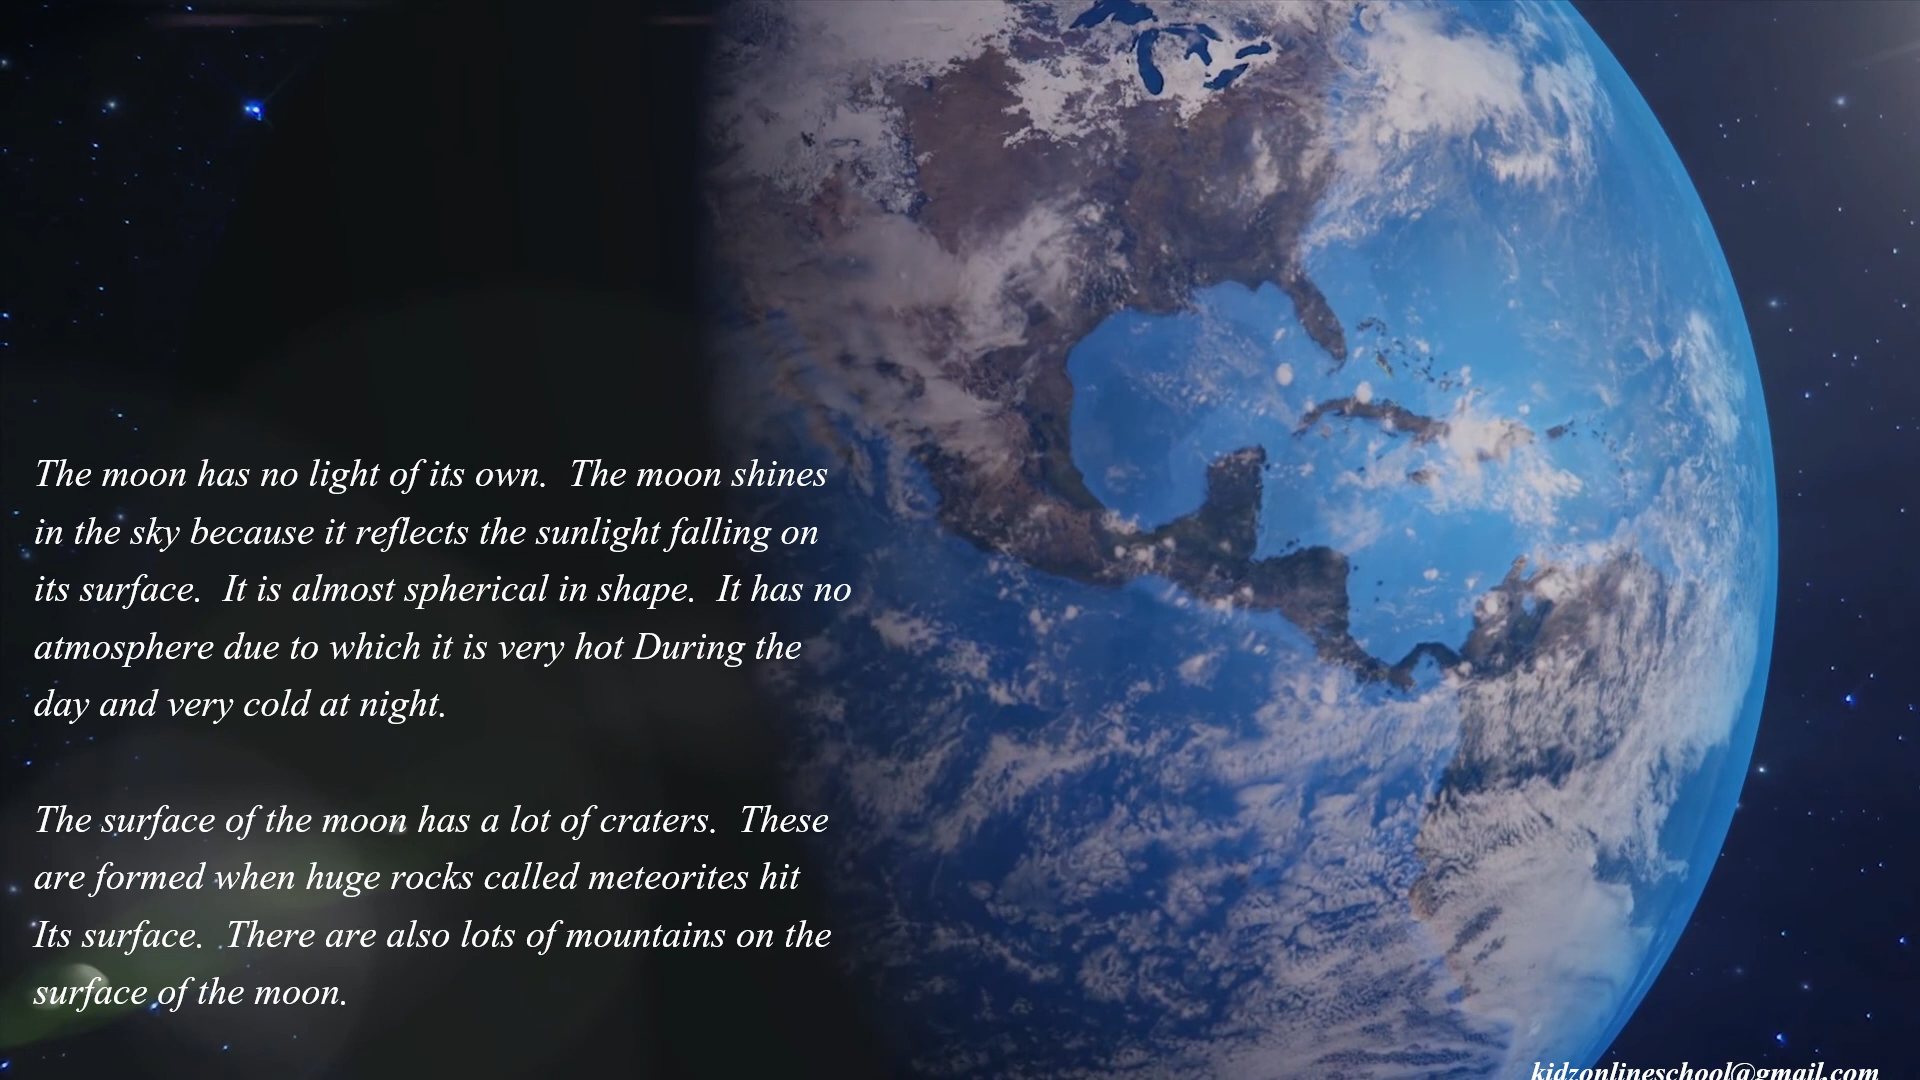 The moon has no light of its own.  The moon shines
in the sky because it reflects the sunlight falling on
its surface.  It is almost spherical in shape.  It has no
atmosphere due to which it is very hot During the
day and very cold at night.
The surface of the moon has a lot of craters.  These
are formed when huge rocks called meteorites hit
Its surface.  There are also lots of mountains on the
surface of the moon.
kidzonlineschool@gmail.com